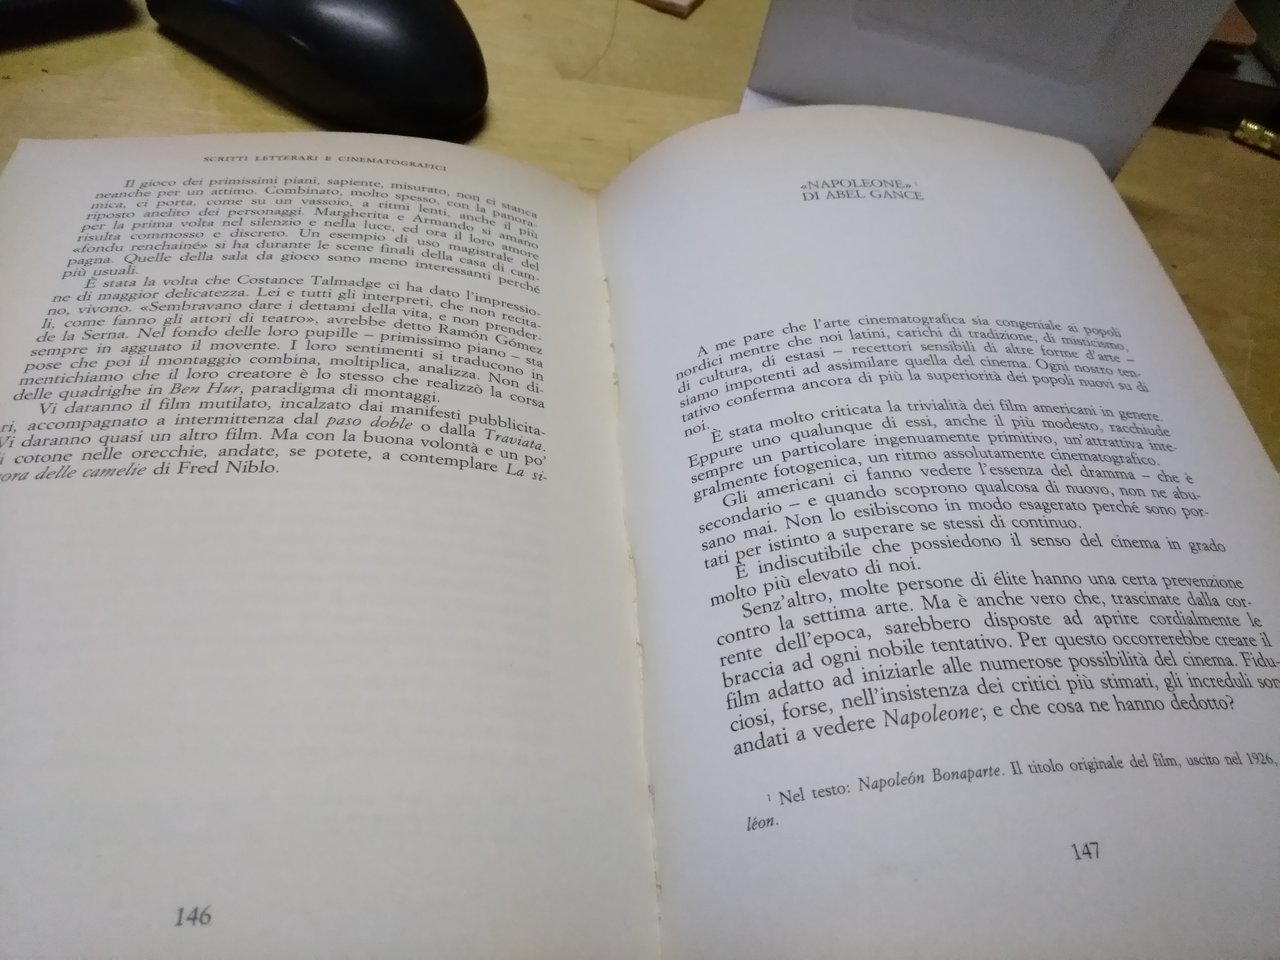 SCRITTI LETTERARI E CINEMATOGRAFICI
Il gioco dei primissimi piani, sapiente, misurato, non ci stanca
neanche per un attimo. Combinato, molto spesso, con la panora-
mica, ci porta, come su un vassoio, a ritmi lenti, anche il più
riposto anelito dei personaggi. Margherita e Armando si amano
per la prima volta nel silenzio e nella luce, ed ora il loro amore
risulta commosso e discreto. Un esempio di uso magistrale del
«fondu renchainé» si ha durante le scene finali della casa di cam-
pagna. Quelle della sala da gioco sono meno interessanti perché
più usuali.
È stata la volta che Costance Talmadge ci ha dato l'impressio-
ne di maggior delicatezza. Lei e tutti gli interpreti, che non recita-
no, vivono. «Sembravano dare i dettami della vita, e non prender-
li, come fanno gli attori di teatro», avrebbe detto Ramón Gómez
de la Serna. Nel fondo delle loro pupille – primissimo piano – sta
sempre in agguato il movente. I loro sentimenti si traducono in
pose che poi il montaggio combina, moltiplica, analizza. Non di-
mentichiamo che il loro creatore è lo stesso che realizzò la corsa
delle quadrighe in Ben Hur, paradigma di montaggi.
Vi daranno il film mutilato, incalzato dai manifesti pubblicita-
ri, accompagnato a intermittenza dal paso doble o dalla Traviata.
Vi daranno quasi un altro film. Ma con la buona volontà e un po'
di cotone nelle orecchie, andate, se potete, a contemplare La si-
gnora delle camelie di Fred Niblo.
146
«NAPOLEONE» 1
DI ABEL GANCE
A me pare che l'arte cinematografica sia congeniale ai popoli
nordici mentre che noi latini, carichi di tradizione, di misticismo,
di cultura, di estasi – recettori sensibili di altre forme d'arte –
siamo impotenti ad assimilare quella del cinema. Ogni nostro ten-
tativo conferma ancora di più la superiorità dei popoli nuovi su di
noi.
È stata molto criticata la trivialità dei film americani in genere.
Eppure uno qualunque di essi, anche il più modesto, racchiude
sempre un particolare ingenuamente primitivo, un'attrattiva inte-
gralmente fotogenica, un ritmo assolutamente cinematografico.
Gli americani ci fanno vedere l'essenza del dramma – che è
secondario – e quando scoprono qualcosa di nuovo, non ne abu-
sano mai. Non lo esibiscono in modo esagerato perché sono por-
tati per istinto a superare se stessi di continuo.
È indiscutibile che possiedono il senso del cinema in grado
molto più elevato di noi.
Senz'altro, molte persone di élite hanno una certa prevenzione
contro la settima arte. Ma è anche vero che, trascinate dalla cor-
rente dell'epoca, sarebbero disposte ad aprire cordialmente le
braccia ad ogni nobile tentativo. Per questo occorrerebbe creare il
film adatto ad iniziarle alle numerose possibilità del cinema. Fidu-
ciosi, forse, nell'insistenza dei critici più stimati, gli increduli son
andati a vedere Napoleone; e che cosa ne hanno dedotto?
1 Nel testo: Napoleón Bonaparte. Il titolo originale del film, uscito nel 1926,
léon.
147